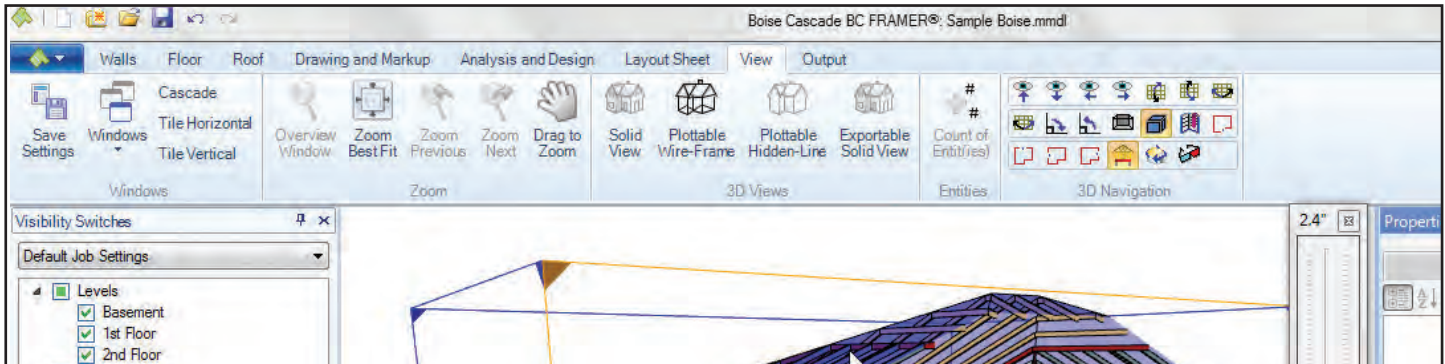 Boise Cascade BC FRAMER®: Sample Boise.mmdl
Walls Floor Roof Drawing and Markup Analysis and Design Layout Sheet View Output
Save Settings
Windows
Cascade
Tile Horizontal
Tile Vertical
Windows
Overview Window
Zoom Best Fit
Zoom Previous
Zoom Next
Drag to Zoom
Zoom
Solid View
Plottable Wire-Frame
Plottable Hidden-Line
Exportable Solid View
3D Views
#
#
Count of Entit(ies)
Entities
3D Navigation
Visibility Switches
Default Job Settings
Levels
Basement
1st Floor
2nd Floor
2.4"
Properti